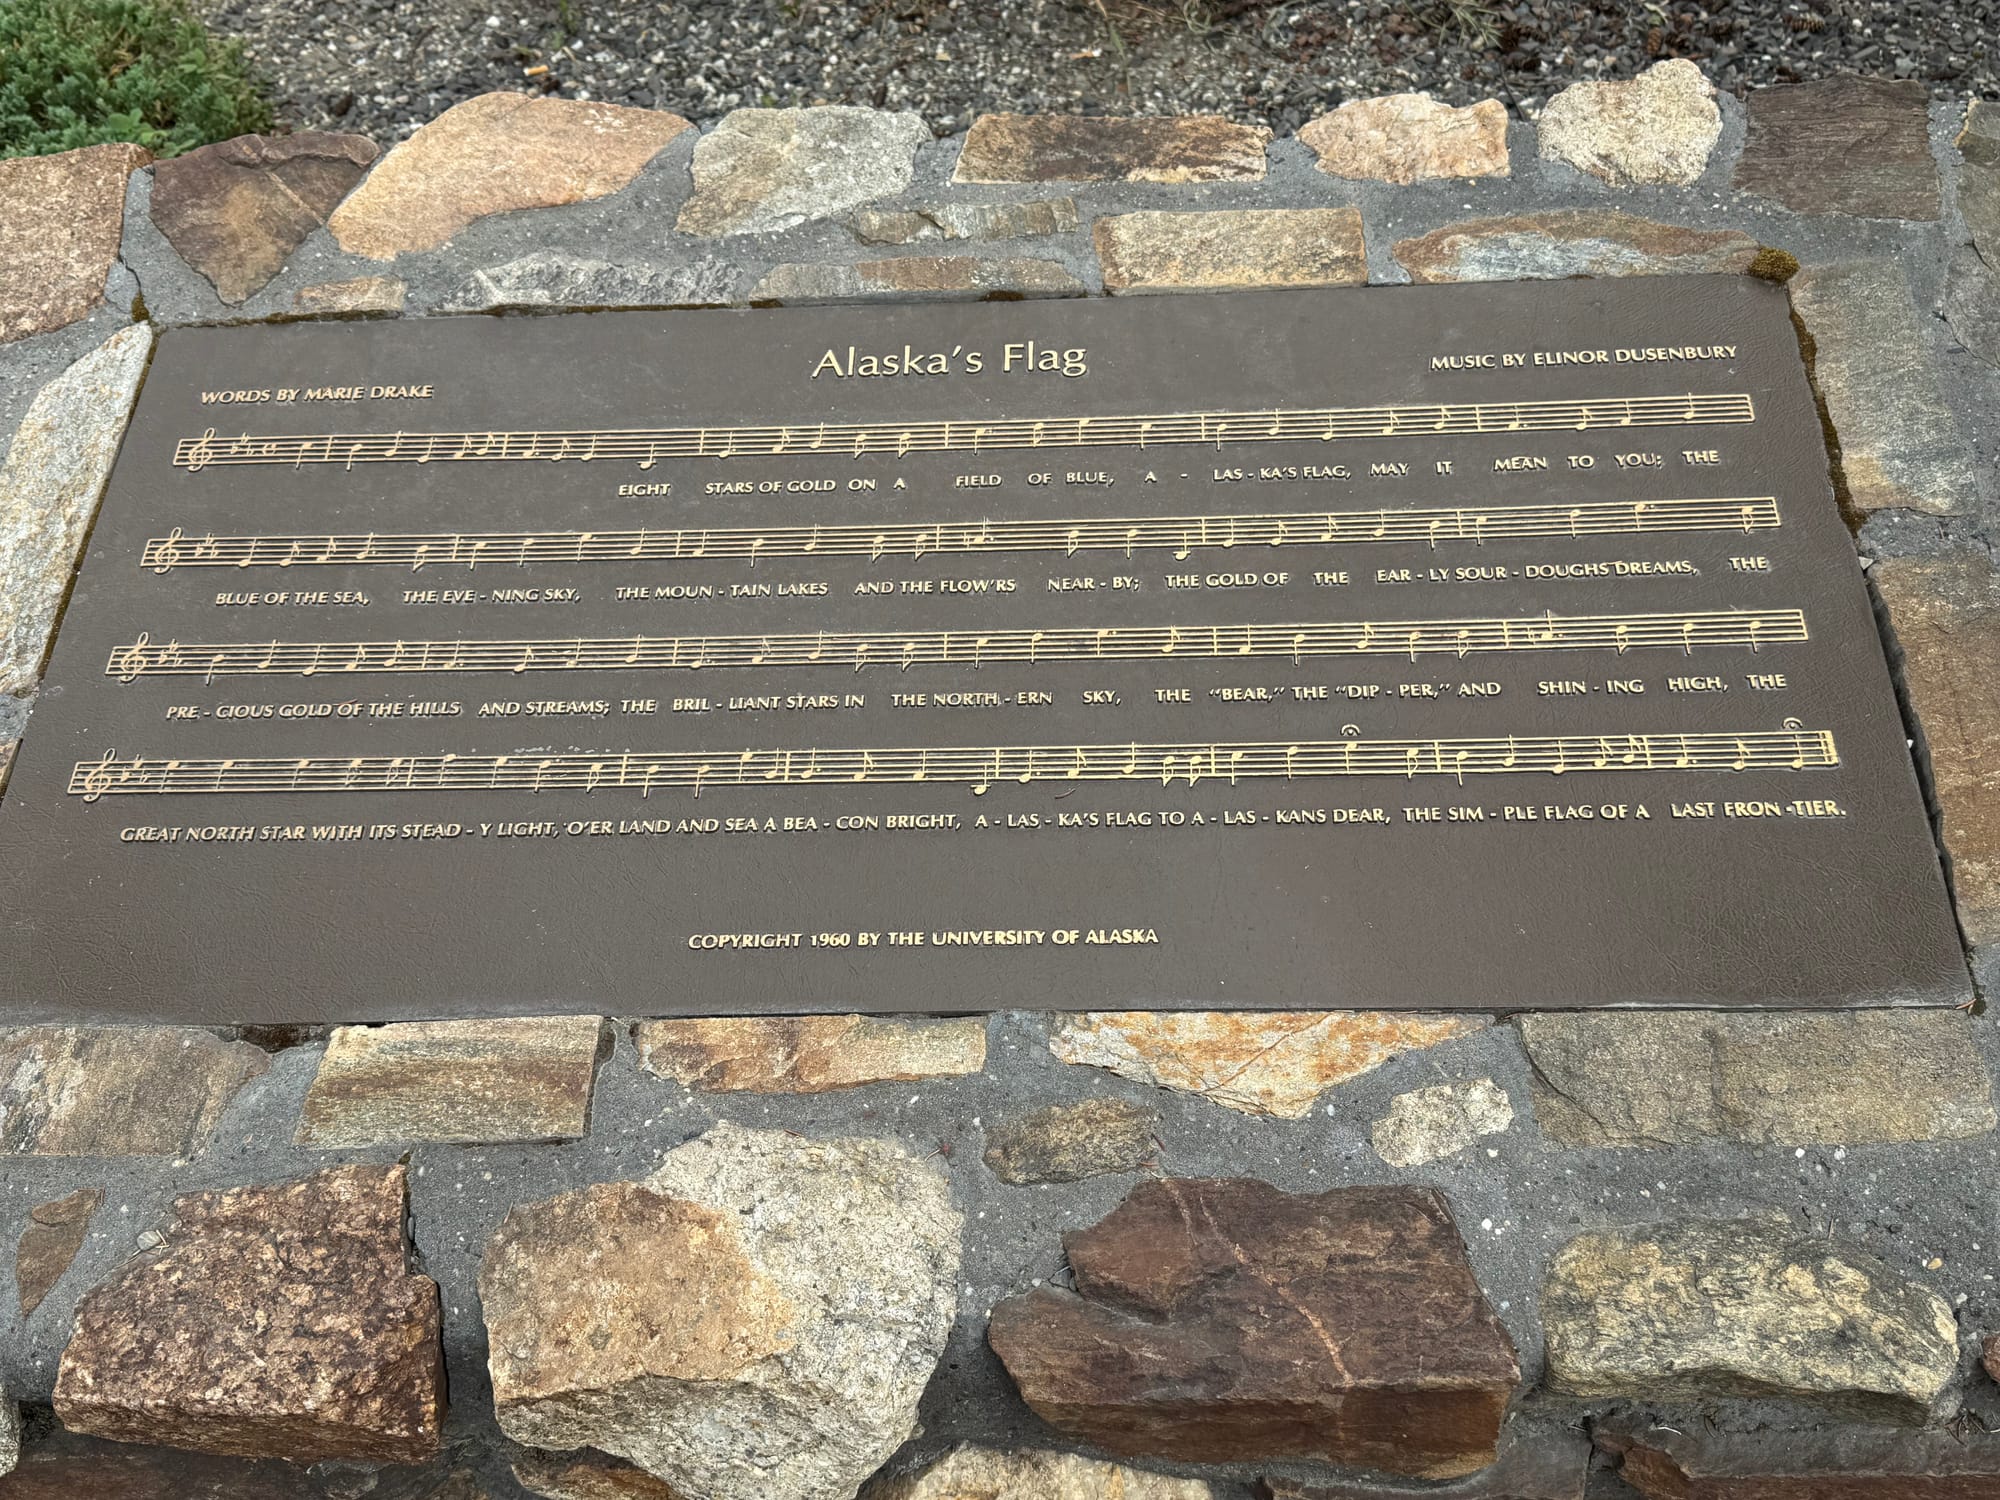 Alaska's Flag
WORDS BY MARIE DRAKE
MUSIC BY ELINOR DUSENBURY
EIGHT STARS OF GOLD ON A FIELD OF BLUE, A - LAS - KA'S FLAG, MAY IT MEAN TO YOU; THE
BLUE OF THE SEA, THE EVE - NING SKY, THE MOUN - TAIN LAKES AND THE FLOW'RS NEAR - BY; THE GOLD OF THE EAR - LY SOUR - DOUGHS DREAMS, THE
PRE - CIOUS GOLD OF THE HILLS AND STREAMS; THE BRIL - LIANT STARS IN THE NORTH - ERN SKY, THE "BEAR," THE "DIP - PER," AND SHIN - ING HIGH, THE
GREAT NORTH STAR WITH ITS STEAD - Y LIGHT, O'ER LAND AND SEA A BEA - CON BRIGHT, A - LAS - KA'S FLAG TO A - LAS - KANS DEAR, THE SIM - PLE FLAG OF A LAST FRON - TIER.
COPYRIGHT 1960 BY THE UNIVERSITY OF ALASKA